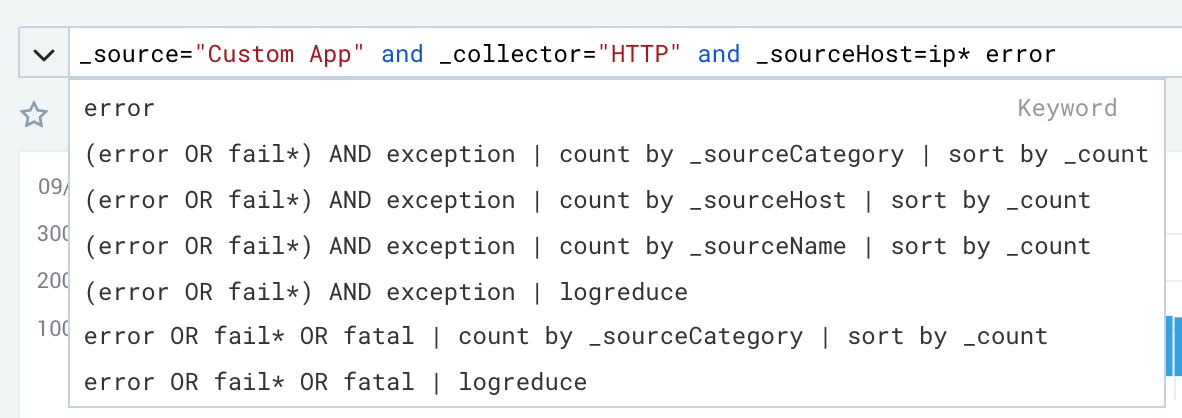 _source="Custom App" and _collector="HTTP" and _sourceHost=ip* error
error Keyword
(error OR fail*) AND exception | count by _sourceCategory | sort by _count
(error OR fail*) AND exception | count by _sourceHost | sort by _count
(error OR fail*) AND exception | count by _sourceName | sort by _count
(error OR fail*) AND exception | logreduce
error OR fail* OR fatal | count by _sourceCategory | sort by _count
error OR fail* OR fatal | logreduce
09/
300
200
100